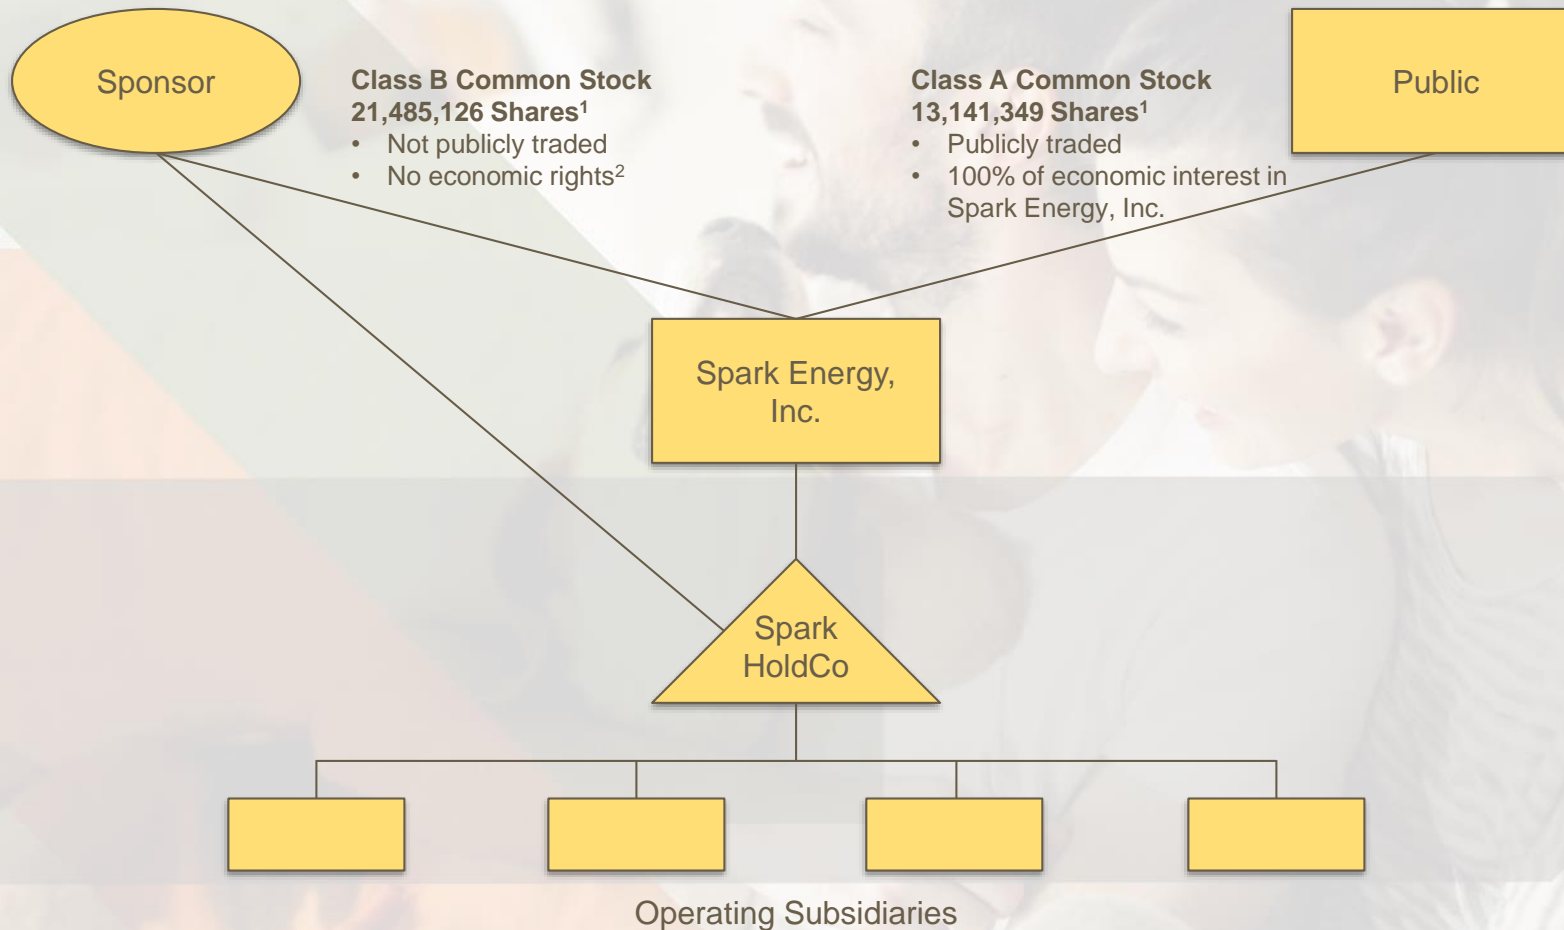 Sponsor
Class B Common Stock
21,485,126 Shares¹
• Not publicly traded
• No economic rights²
Class A Common Stock
13,141,349 Shares¹
• Publicly traded
• 100% of economic interest in
Spark Energy, Inc.
Public
Spark Energy,
Inc.
Spark
HoldCo
Operating Subsidiaries